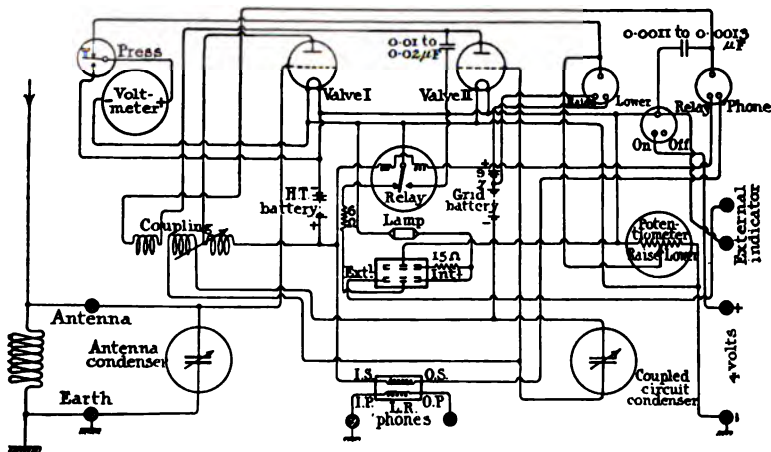 0·0011 to 0·0013
µF
0·01 to
0·02µF
Press
Volt-
meter
Valve I
Valve II
Raise
Lower
Relay
Phone
On
Off
H.T.
battery
Relay
Grid
battery
Lamp
Coupling
15Ω
Ext.
Int.
Poten-
tiometer
Raise
Lower
External
indicator
Antenna
Antenna
condenser
Earth
I.S.
O.S.
I.P.
L.R.
O.P
'phones
Coupled
circuit
condenser
4 volts
+
-